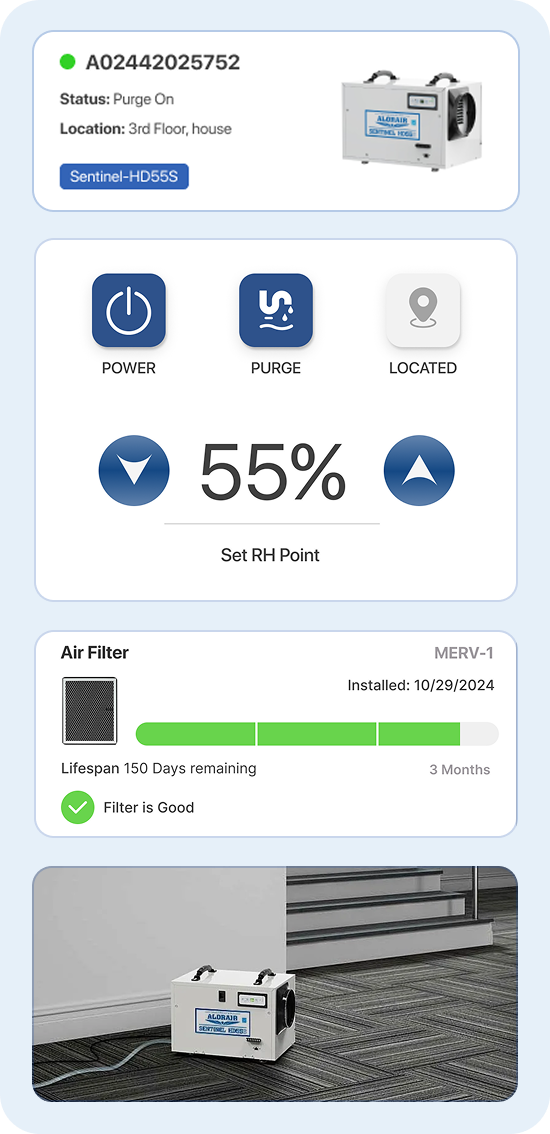 A02442025752
Status: Purge On
Location: 3rd Floor, house
Sentinel-HD55S
ALORAIR
SENTINEL HD55S
POWER
PURGE
LOCATED
55%
Set RH Point
Air Filter
MERV-1
Installed: 10/29/2024
Lifespan 150 Days remaining
3 Months
Filter is Good
ALORAIR
SENTINEL HD55S